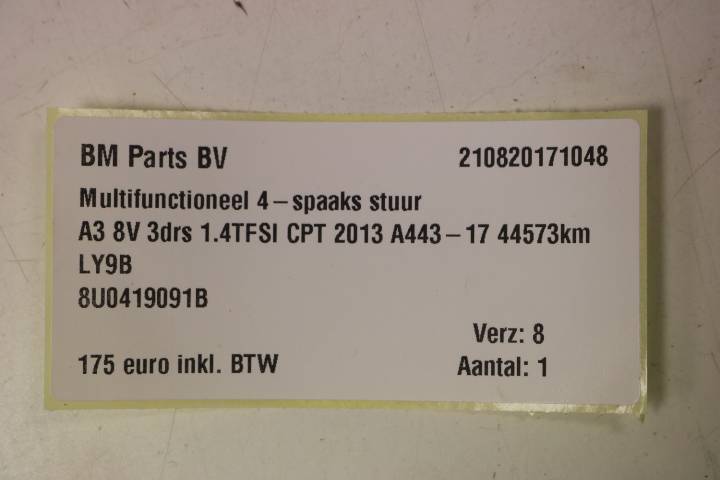 BM Parts BV 210820171048
Multifunctioneel 4-spaaks stuur
A3 8V 3drs 1.4TFSI CPT 2013 A443-17 44573km
LY9B
8U0419091B
Verz: 8
175 euro inkl. BTW Aantal: 1